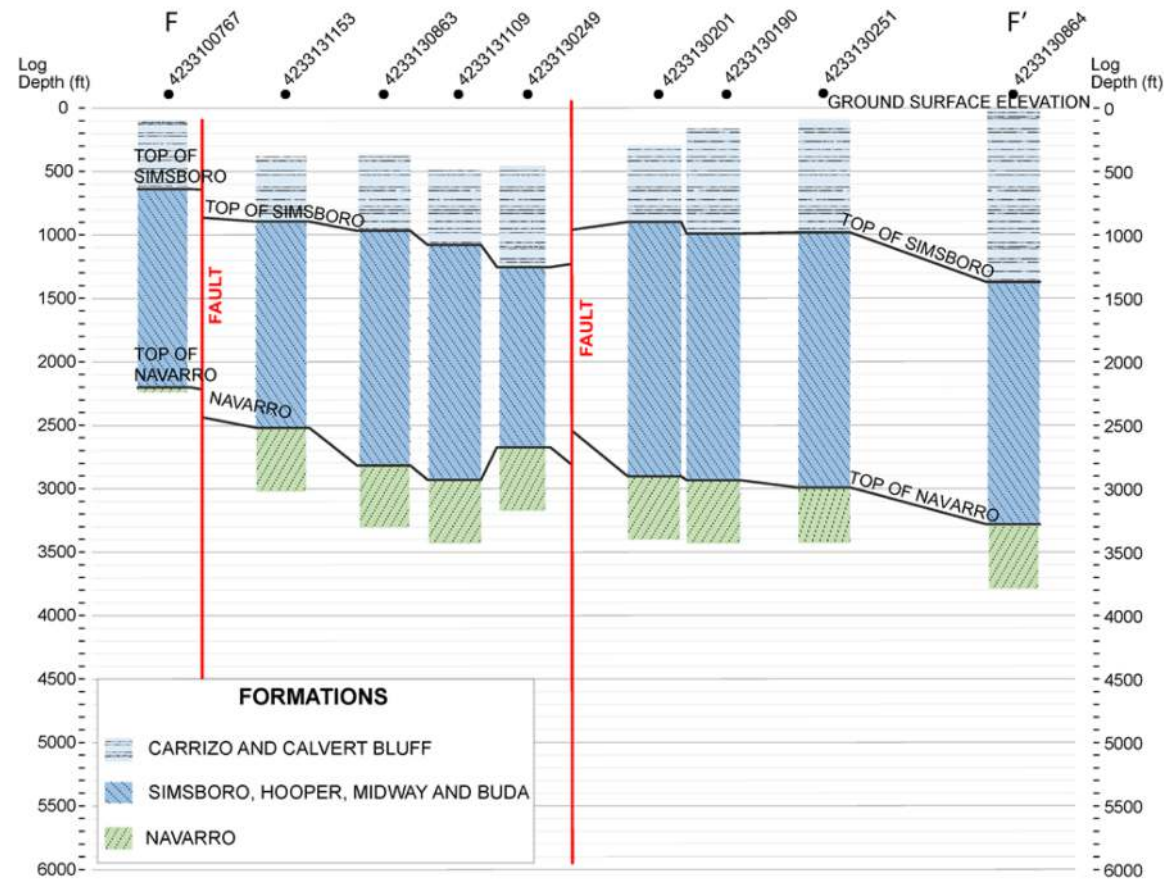 F
F'
4233100767
4233131153
4233130863
4233131109
4233130249
4233130201
4233130190
4233130251
4233130864
Log
Depth (ft)
Log
Depth (ft)
GROUND SURFACE ELEVATION
0
500
1000
1500
2000
2500
3000
3500
4000
4500
5000
5500
6000
0
500
1000
1500
2000
2500
3000
3500
4000
4500
5000
5500
6000
TOP OF
SIMSBORO
TOP OF SIMSBORO
TOP OF SIMSBORO
FAULT
FAULT
TOP OF
NAVARRO
NAVARRO
TOP OF NAVARRO
FORMATIONS
CARRIZO AND CALVERT BLUFF
SIMSBORO, HOOPER, MIDWAY AND BUDA
NAVARRO